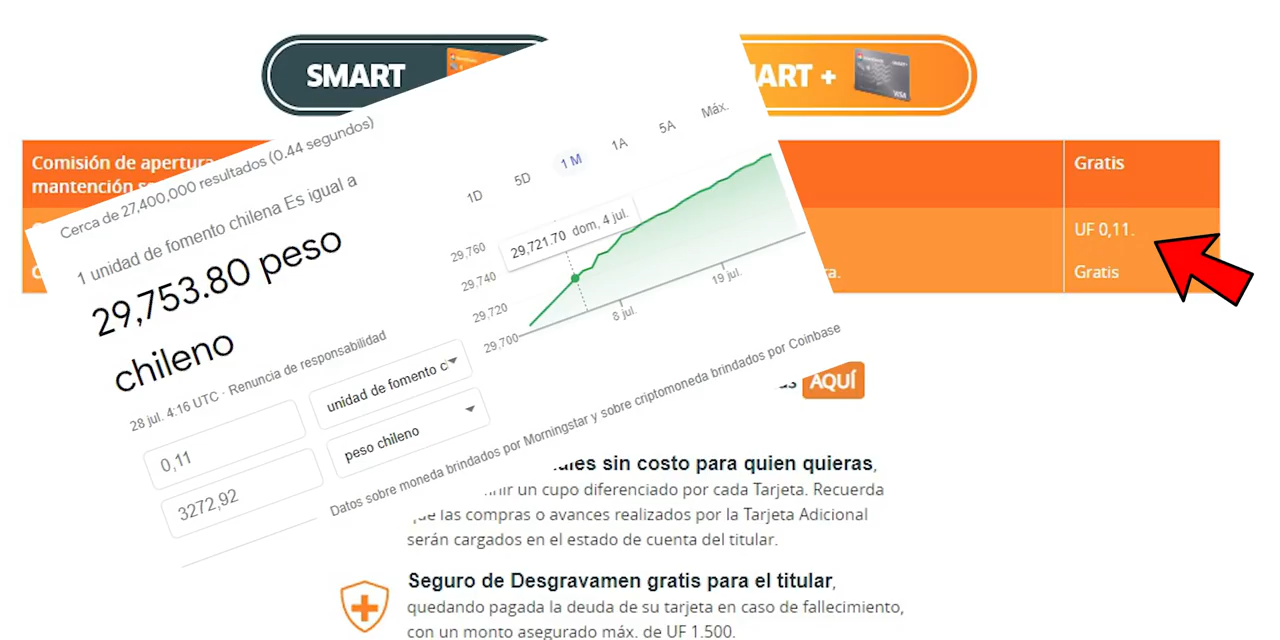 SMART
ART +
VISA
Comisión de apertura
mantención
Gratis
UF 0,11.
Gratis
Cerca de 27,400,000 resultados (0.44 segundos)
1 unidad de fomento chilena Es igual a
29,753.80 peso
chileno
28 jul. 4:16 UTC · Renuncia de responsabilidad
0,11
unidad de fomento c
3272,92
peso chileno
1D
5D
1 M
1A
5A
Máx.
29,721.70 dom, 4 jul.
29.760
29.740
29.720
29.700
8 jul.
19 jul.
Datos sobre moneda brindados por Morningstar y sobre criptomoneda brindados por Coinbase
AQUÍ
sin costo para quien quieras,
un cupo diferenciado por cada Tarjeta. Recuerda
las compras o avances realizados por la Tarjeta Adicional
serán cargados en el estado de cuenta del titular.
Seguro de Desgravamen gratis para el titular,
quedando pagada la deuda de su tarjeta en caso de fallecimiento,
con un monto asegurado máx. de UF 1.500.